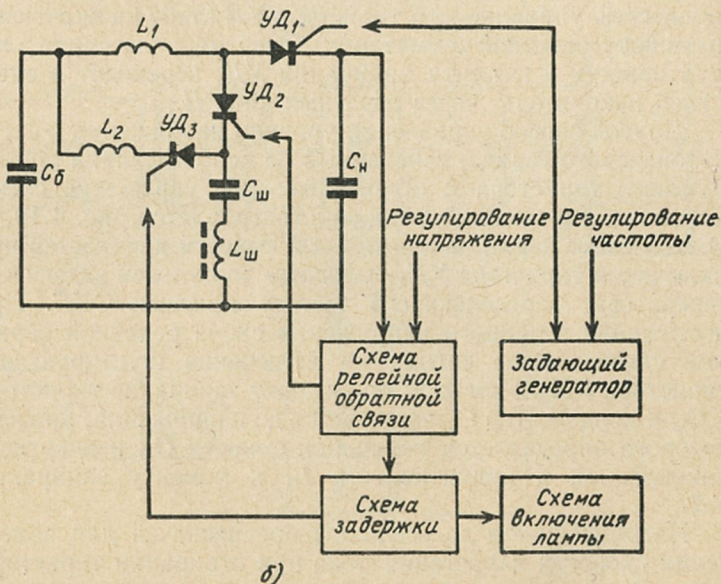 L₁
УД₁
УД₂
L₂
УД₃
Cб
Cш
Cн
Lш
Регулирование
напряжения
Регулирование
частоты
Схема
релейной
обратной
связи
Задающий
генератор
Схема
задержки
Схема
включения
лампы
б)